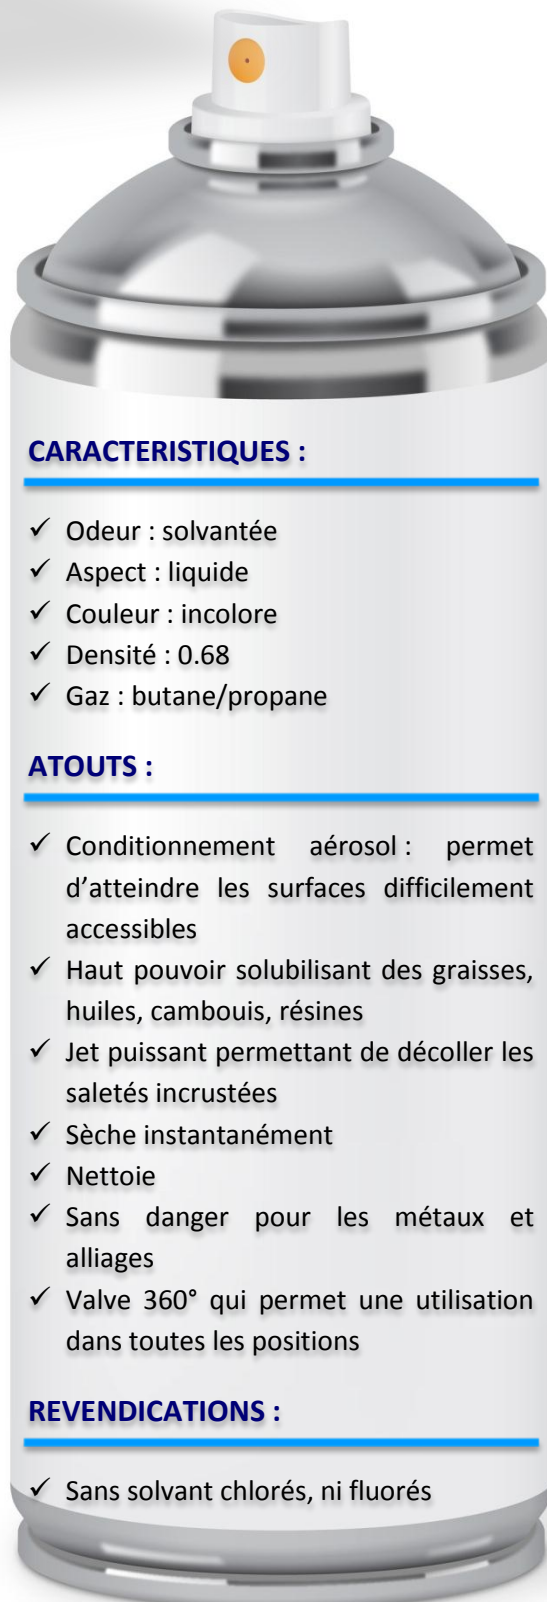 CARACTERISTIQUES :
✓ Odeur : solvantée
✓ Aspect : liquide
✓ Couleur : incolore
✓ Densité : 0.68
✓ Gaz : butane/propane
ATOUTS :
✓ Conditionnement aérosol : permet
d’atteindre les surfaces difficilement
accessibles
✓ Haut pouvoir solubilisant des graisses,
huiles, cambouis, résines
✓ Jet puissant permettant de décoller les
saletés incrustées
✓ Sèche instantanément
✓ Nettoie
✓ Sans danger pour les métaux et
alliages
✓ Valve 360° qui permet une utilisation
dans toutes les positions
REVENDICATIONS :
✓ Sans solvant chlorés, ni fluorés